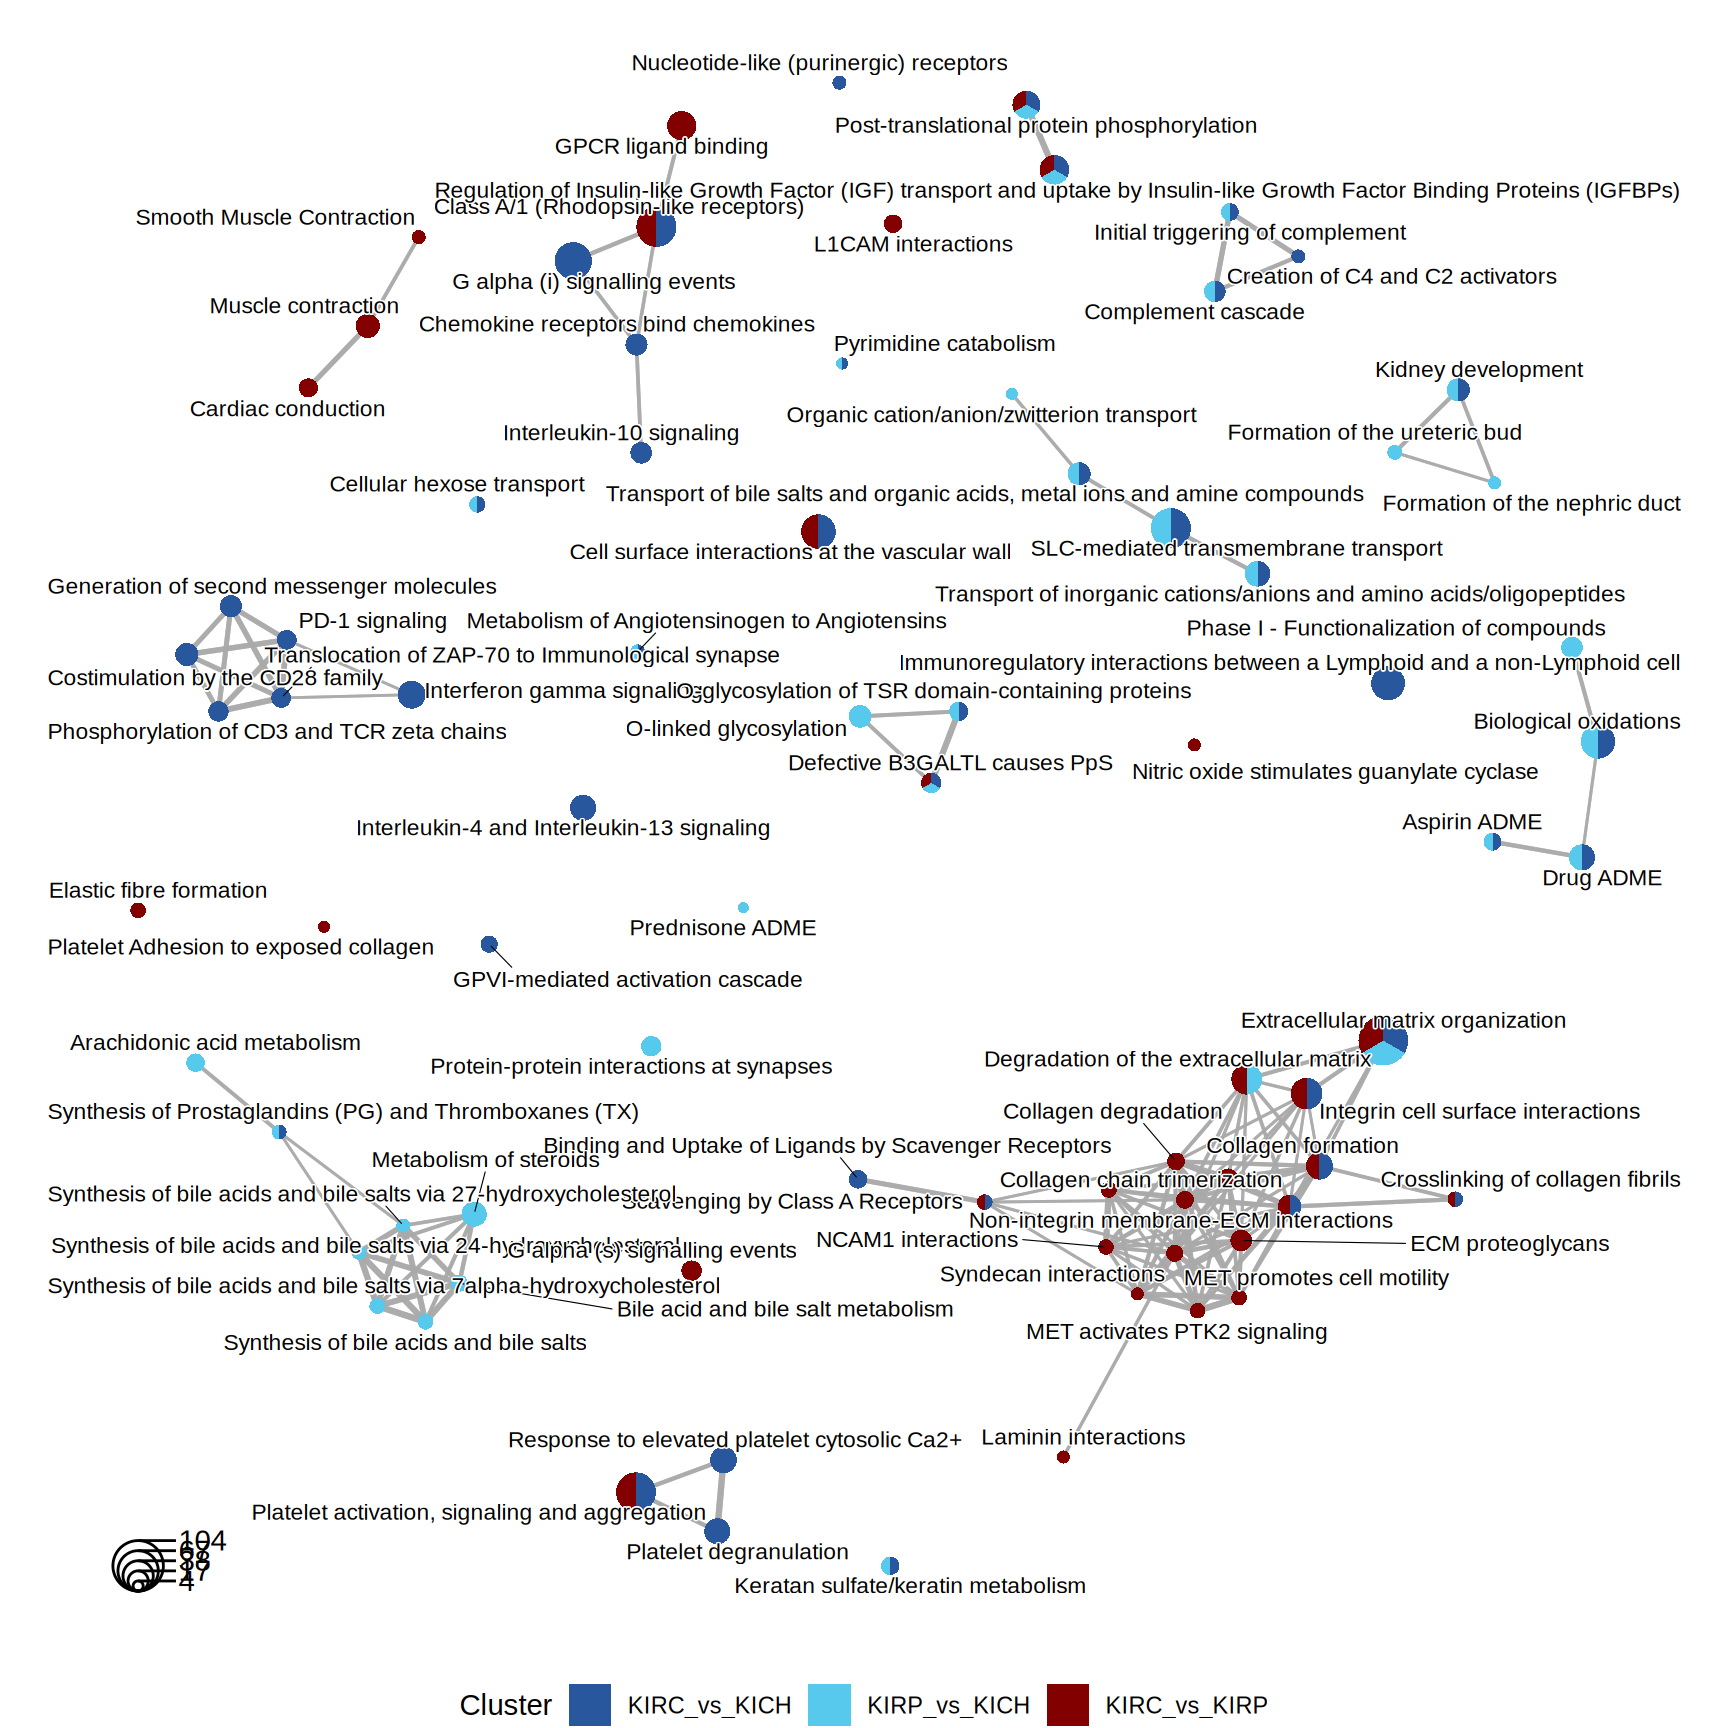 Nucleotide-like (purinergic) receptors
Post-translational protein phosphorylation
GPCR ligand binding
Regulation of Insulin-like Growth Factor (IGF) transport and uptake by Insulin-like Growth Factor Binding Proteins (IGFBPs)
Class A/1 (Rhodopsin-like receptors)
Smooth Muscle Contraction
L1CAM interactions
Initial triggering of complement
Creation of C4 and C2 activators
G alpha (i) signalling events
Muscle contraction
Complement cascade
Chemokine receptors bind chemokines
Pyrimidine catabolism
Kidney development
Cardiac conduction
Organic cation/anion/zwitterion transport
Interleukin-10 signaling
Formation of the ureteric bud
Cellular hexose transport
Transport of bile salts and organic acids, metal ions and amine compounds
Formation of the nephric duct
Cell surface interactions at the vascular wall
SLC-mediated transmembrane transport
Generation of second messenger molecules
Transport of inorganic cations/anions and amino acids/oligopeptides
PD-1 signaling
Metabolism of Angiotensinogen to Angiotensins
Phase I - Functionalization of compounds
Translocation of ZAP-70 to Immunological synapse
Immunoregulatory interactions between a Lymphoid and a non-Lymphoid cell
Costimulation by the CD28 family
Interferon gamma signaling
O-glycosylation of TSR domain-containing proteins
Phosphorylation of CD3 and TCR zeta chains
O-linked glycosylation
Biological oxidations
Defective B3GALTL causes PpS
Nitric oxide stimulates guanylate cyclase
Interleukin-4 and Interleukin-13 signaling
Aspirin ADME
Drug ADME
Elastic fibre formation
Platelet Adhesion to exposed collagen
Prednisone ADME
GPVI-mediated activation cascade
Extracellular matrix organization
Arachidonic acid metabolism
Protein-protein interactions at synapses
Degradation of the extracellular matrix
Synthesis of Prostaglandins (PG) and Thromboxanes (TX)
Collagen degradation
Integrin cell surface interactions
Binding and Uptake of Ligands by Scavenger Receptors
Collagen formation
Metabolism of steroids
Collagen chain trimerization
Crosslinking of collagen fibrils
Synthesis of bile acids and bile salts via 27-hydroxycholesterol
Scavenging by Class A Receptors
Non-integrin membrane-ECM interactions
Synthesis of bile acids and bile salts via 24-hydroxycholesterol
G alpha (s) signalling events
NCAM1 interactions
ECM proteoglycans
Syndecan interactions
MET promotes cell motility
Synthesis of bile acids and bile salts via 7alpha-hydroxycholesterol
Bile acid and bile salt metabolism
Synthesis of bile acids and bile salts
MET activates PTK2 signaling
Laminin interactions
Response to elevated platelet cytosolic Ca2+
Platelet activation, signaling and aggregation
Platelet degranulation
Keratan sulfate/keratin metabolism
104
17
4
Cluster KIRC_vs_KICH KIRP_vs_KICH KIRC_vs_KIRP